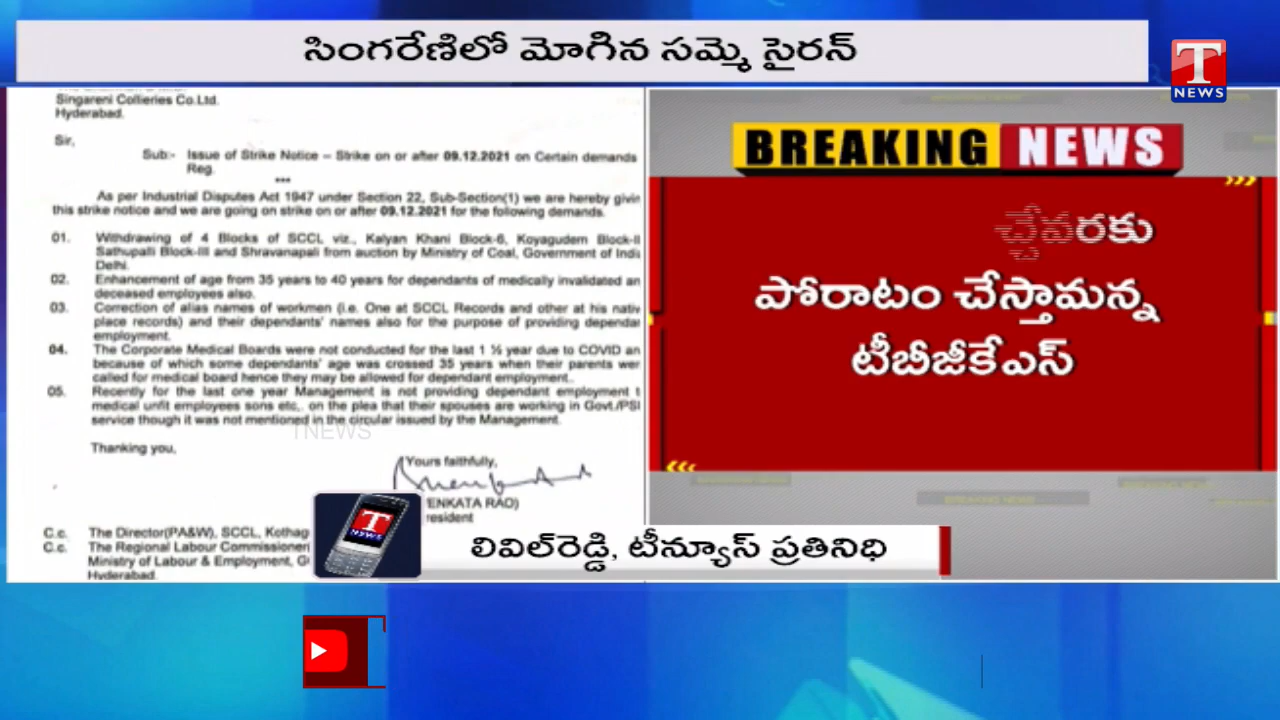 సింగరేణిలో మోగిన సమ్మె సైరన్
T
NEWS
Singareni Collieries Co.Ltd.
Hyderabad.
Sir,
Sub:- Issue of Strike Notice – Strike on or after 09.12.2021 on Certain demands
Reg.
***
As per Industrial Disputes Act 1947 under Section 22, Sub-Section(1) we are hereby
this strike notice and we are going on strike on or after 09.12.2021 for the following demands.
01. Withdrawing of 4 Blocks of SCCL viz., Kalyan Khani Block-6, Koyagudem
Sathupalli Block-III and Shravanapali from auction by Ministry of Coal, Government of
Delhi.
02. Enhancement of age from 35 years to 40 years for dependants of medically invalidated
deceased employees also.
03. Correction of alias names of workmen (i.e. One at SCCL Records and other at his
place records) and their dependants' names also for the purpose of providing
employment.
04. The Corporate Medical Boards were not conducted for the last 1 ½ year due to COVID
because of which some dependants' age was crossed 35 years when their parents
called for medical board hence they may be allowed for dependant employment..
05. Recently for the last one year Management is not providing dependant employment
medical unfit employees sons etc,. on the plea that their spouses are working in
service though it was not mentioned in the circular issued by the Management.
TNEWS
Thanking you,
Yours faithfully,
ENKATA RAO)
resident
C.c. The Director(PA&W), SCCL,
C.c. The Regional Labour Commissioner
Ministry of Labour & Employment,
Hyderabad.
BREAKING NEWS
పోరాటం చేస్తామన్న
టీబీజీకేఎస్
T
NEWS
లివిల్‌రెడ్డి, టీన్యూస్ ప్రతినిధి